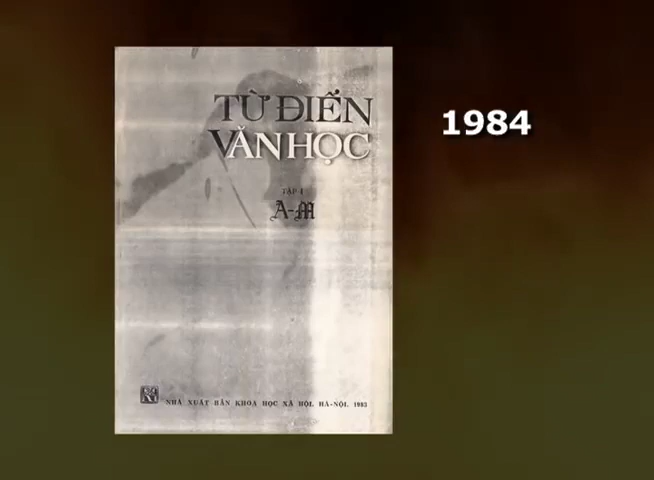 TỪ ĐIỂN
VĂN HỌC
TẬP I
A-M
NHÀ XUẤT BẢN KHOA HỌC XÃ HỘI. HÀ-NỘI. 1983
1984